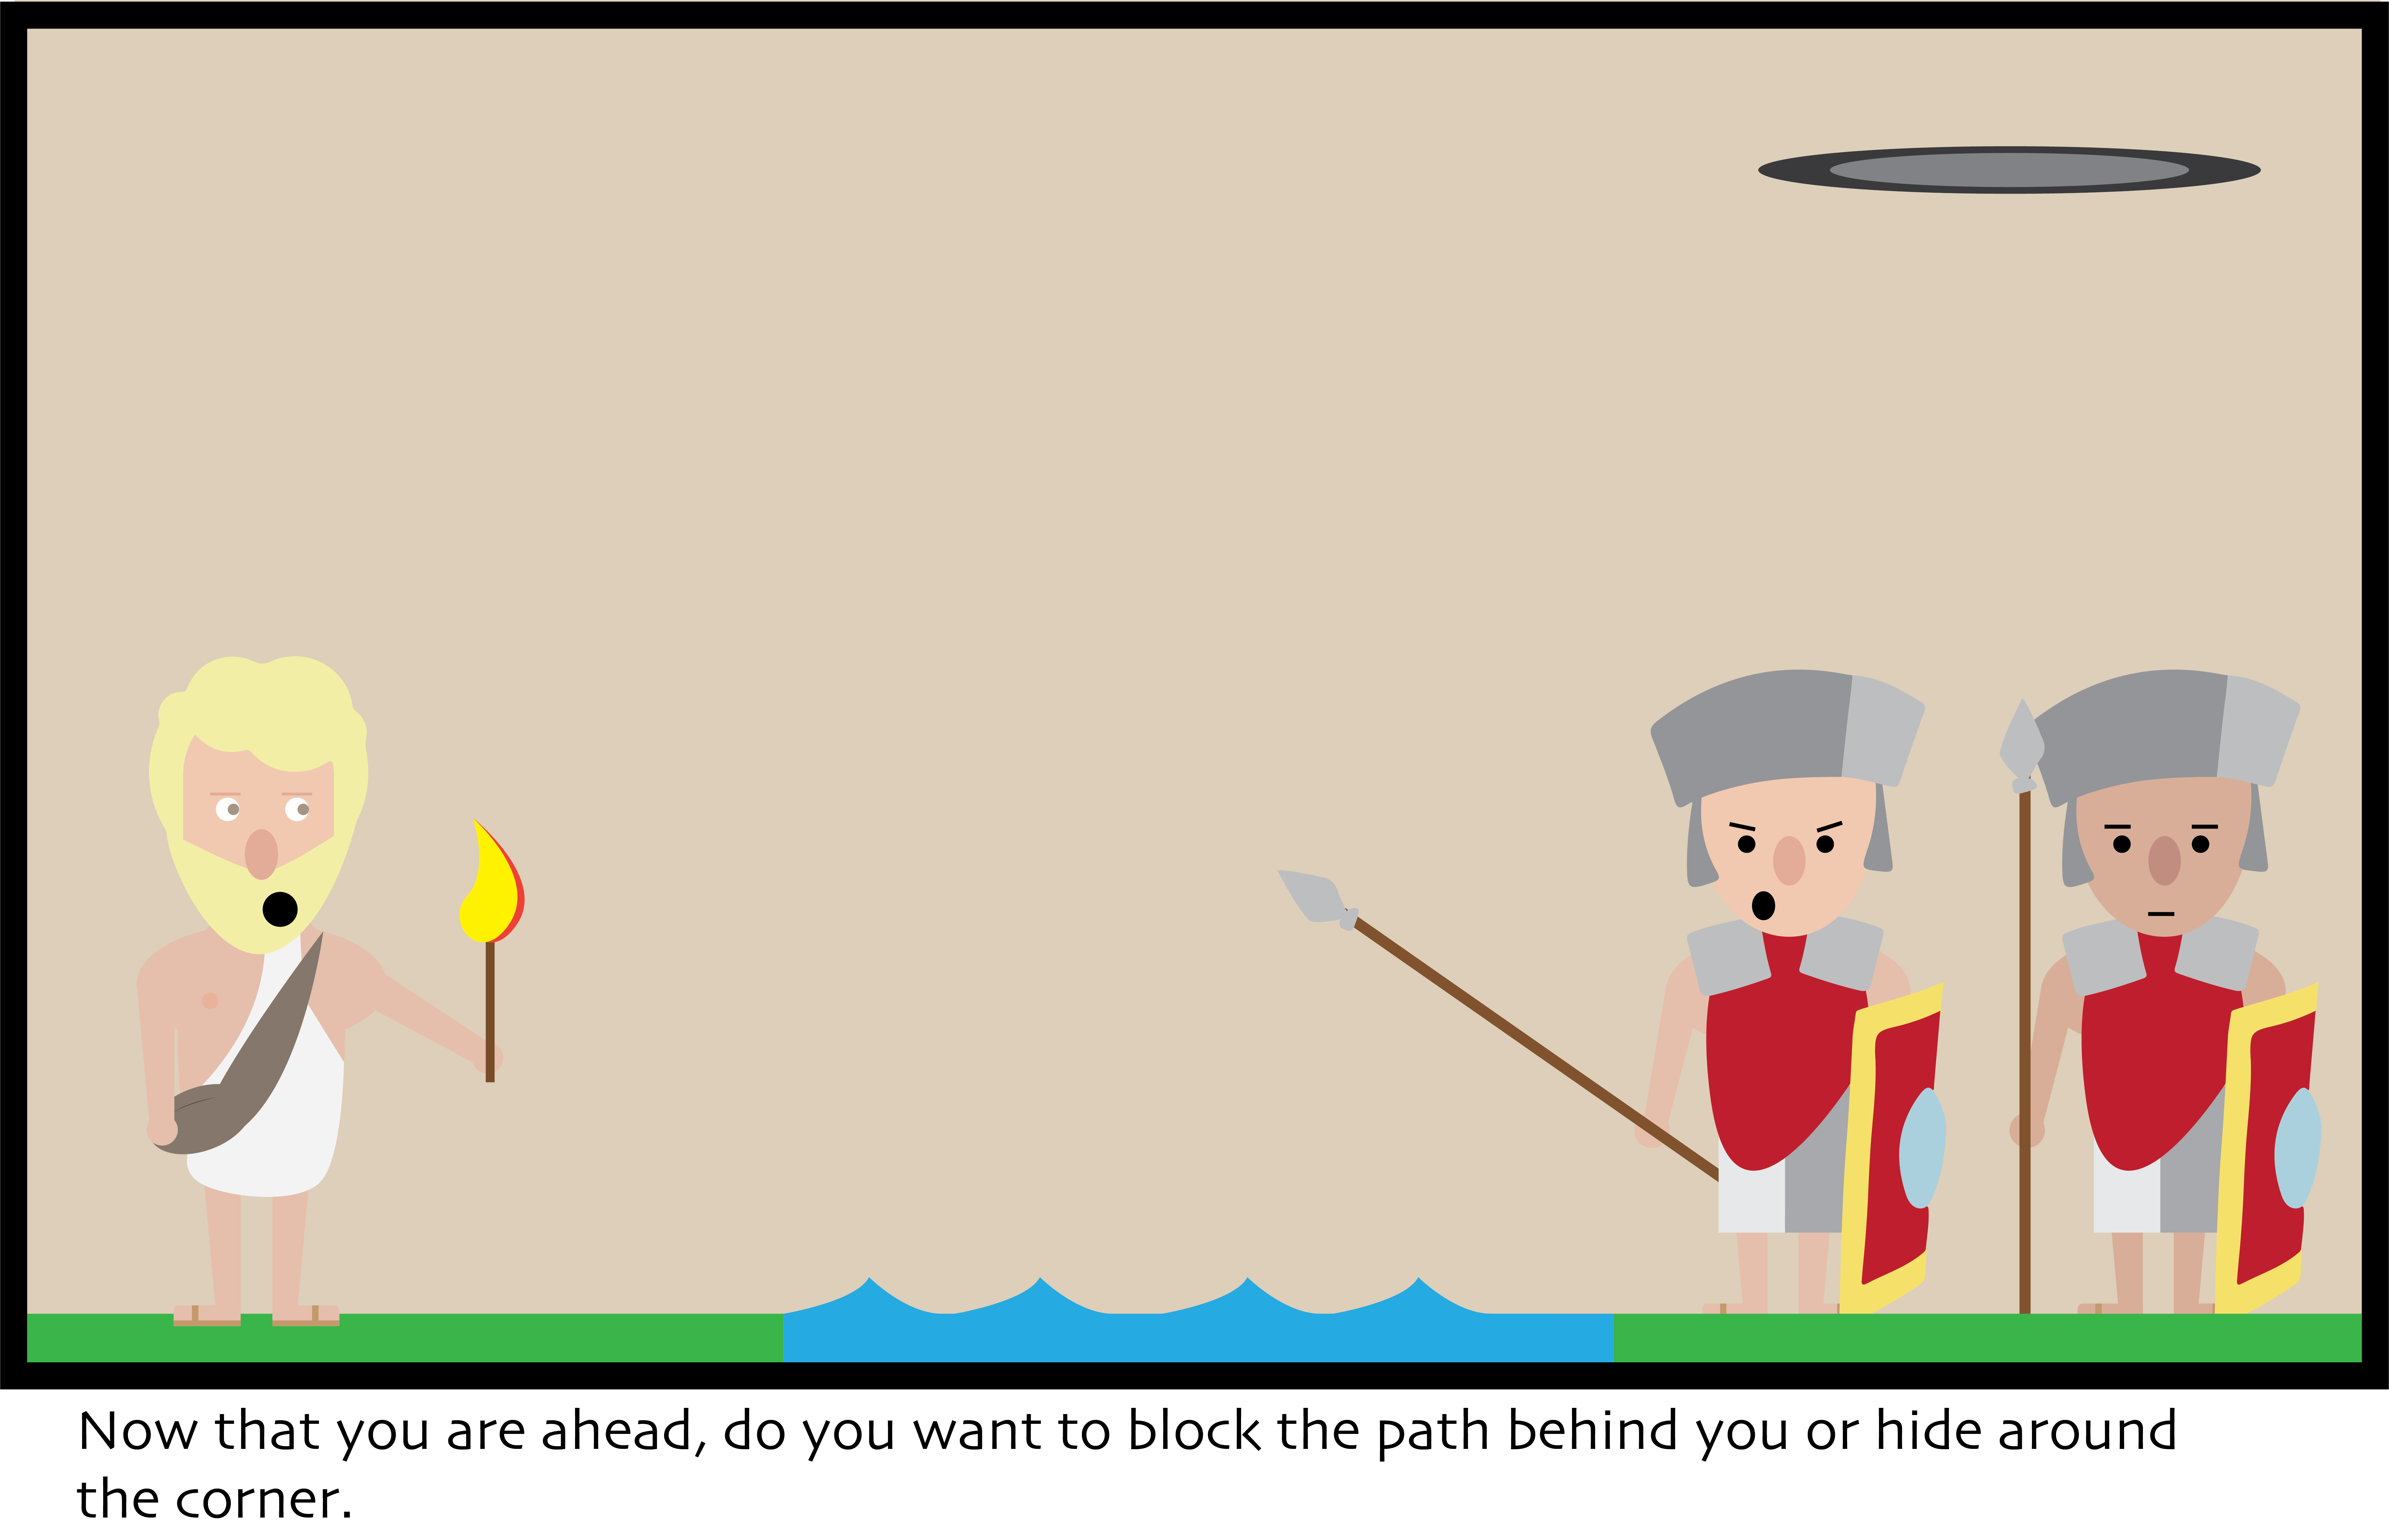 Now that you are ahead, do you want to block the path behind you or hide around
the corner.